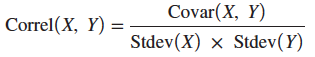 Correl(X, Y) = Covar(X, Y) / Stdev(X) × Stdev(Y)